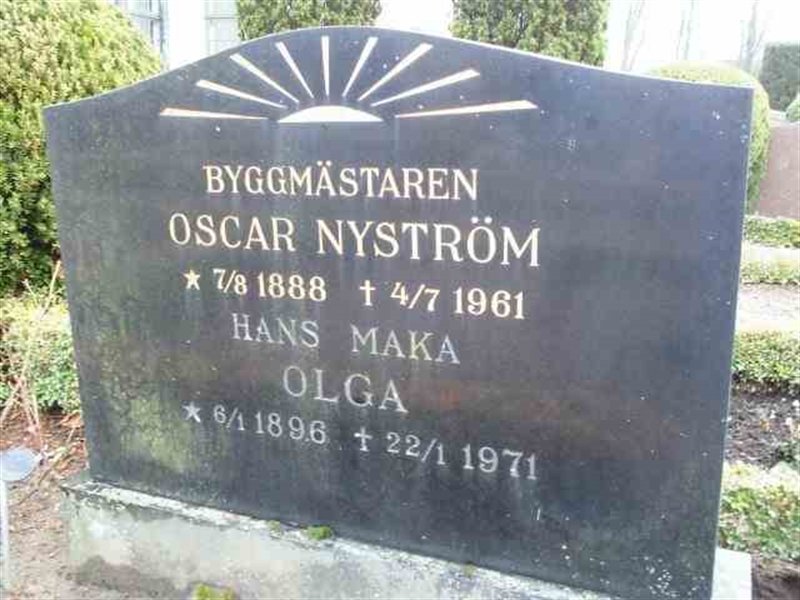 BYGGMÄSTAREN
OSCAR NYSTRÖM
★ 7/8 1888 † 4/7 1961
HANS MAKA
OLGA
★ 6/1 1896 † 22/1 1971